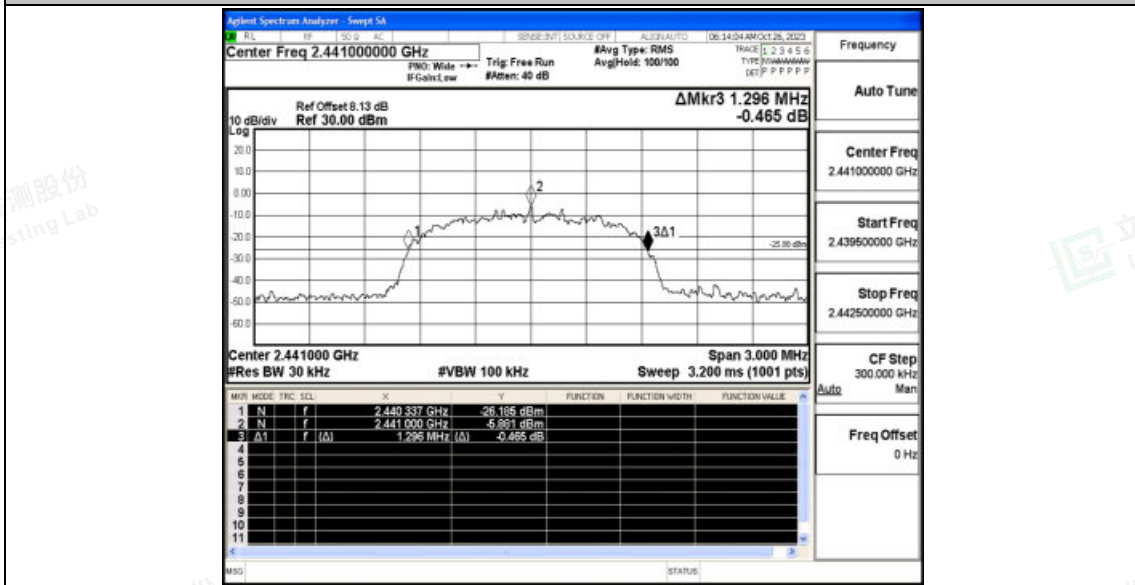 Agilent Spectrum Analyzer - Swept SA
RL RF 50 Ω AC SENSE:INT SOURCE OFF ALIGN AUTO 06:14:04 AM Oct 26, 2023
Center Freq 2.441000000 GHz
PNO: Wide
IFGain:Low
Trig: Free Run
#Atten: 40 dB
#Avg Type: RMS
Avg|Hold: 100/100
TRACE 1 2 3 4 5 6
TYPE
DET P P P P P P
Ref Offset 8.13 dB
10 dB/div Ref 30.00 dBm
ΔMkr3 1.296 MHz
-0.465 dB
Log
20.0
10.0
0.00
-10.0
-20.0
-30.0
-40.0
-50.0
-60.0
1
2
3Δ1
Center 2.441000 GHz
Span 3.000 MHz
#Res BW 30 kHz #VBW 100 kHz Sweep 3.200 ms (1001 pts)
MKR MODE TRC SCL X Y FUNCTION FUNCTION WIDTH FUNCTION VALUE
1 N f 2.440 337 GHz -26.185 dBm
2 N f 2.441 000 GHz
3 Δ1 f (Δ) 1.296 MHz (Δ) -0.465 dB
4
5
6
7
8
9
10
11
MSG STATUS
Frequency
Auto Tune
Center Freq
2.441000000 GHz
Start Freq
2.439500000 GHz
Stop Freq
2.442500000 GHz
CF Step
300.000 kHz
Auto Man
Freq Offset
0 Hz
测股份
sting Lab